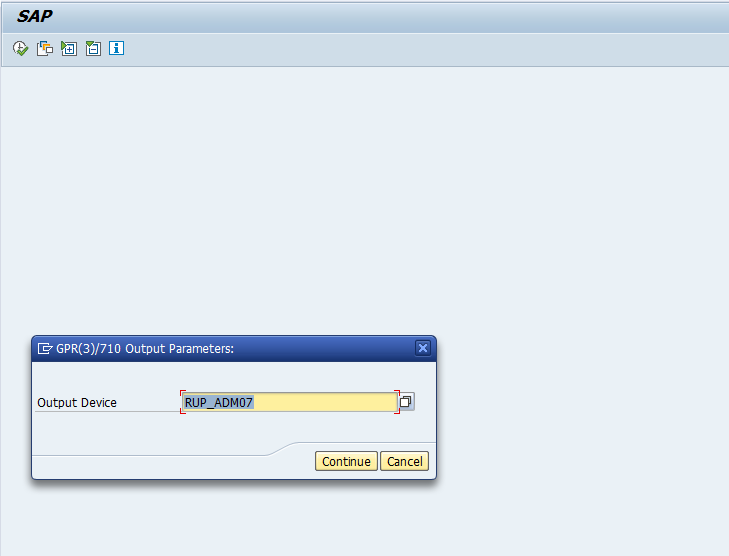 SAP
GPR(3)/710 Output Parameters:
Output Device RUP_ADM07
Continue Cancel